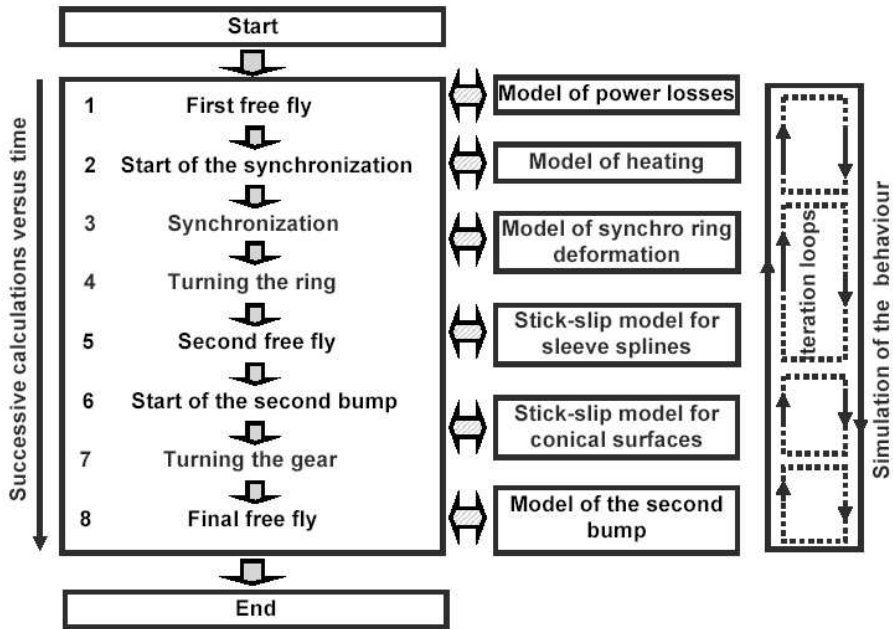 Start
Successive calculations versus time
1 First free fly
2 Start of the synchronization
3 Synchronization
4 Turning the ring
5 Second free fly
6 Start of the second bump
7 Turning the gear
8 Final free fly
Model of power losses
Model of heating
Model of synchro ring
deformation
Stick-slip model for
sleeve splines
Stick-slip model for
conical surfaces
Model of the second
bump
Iteration loops
Simulation of the behaviour
End